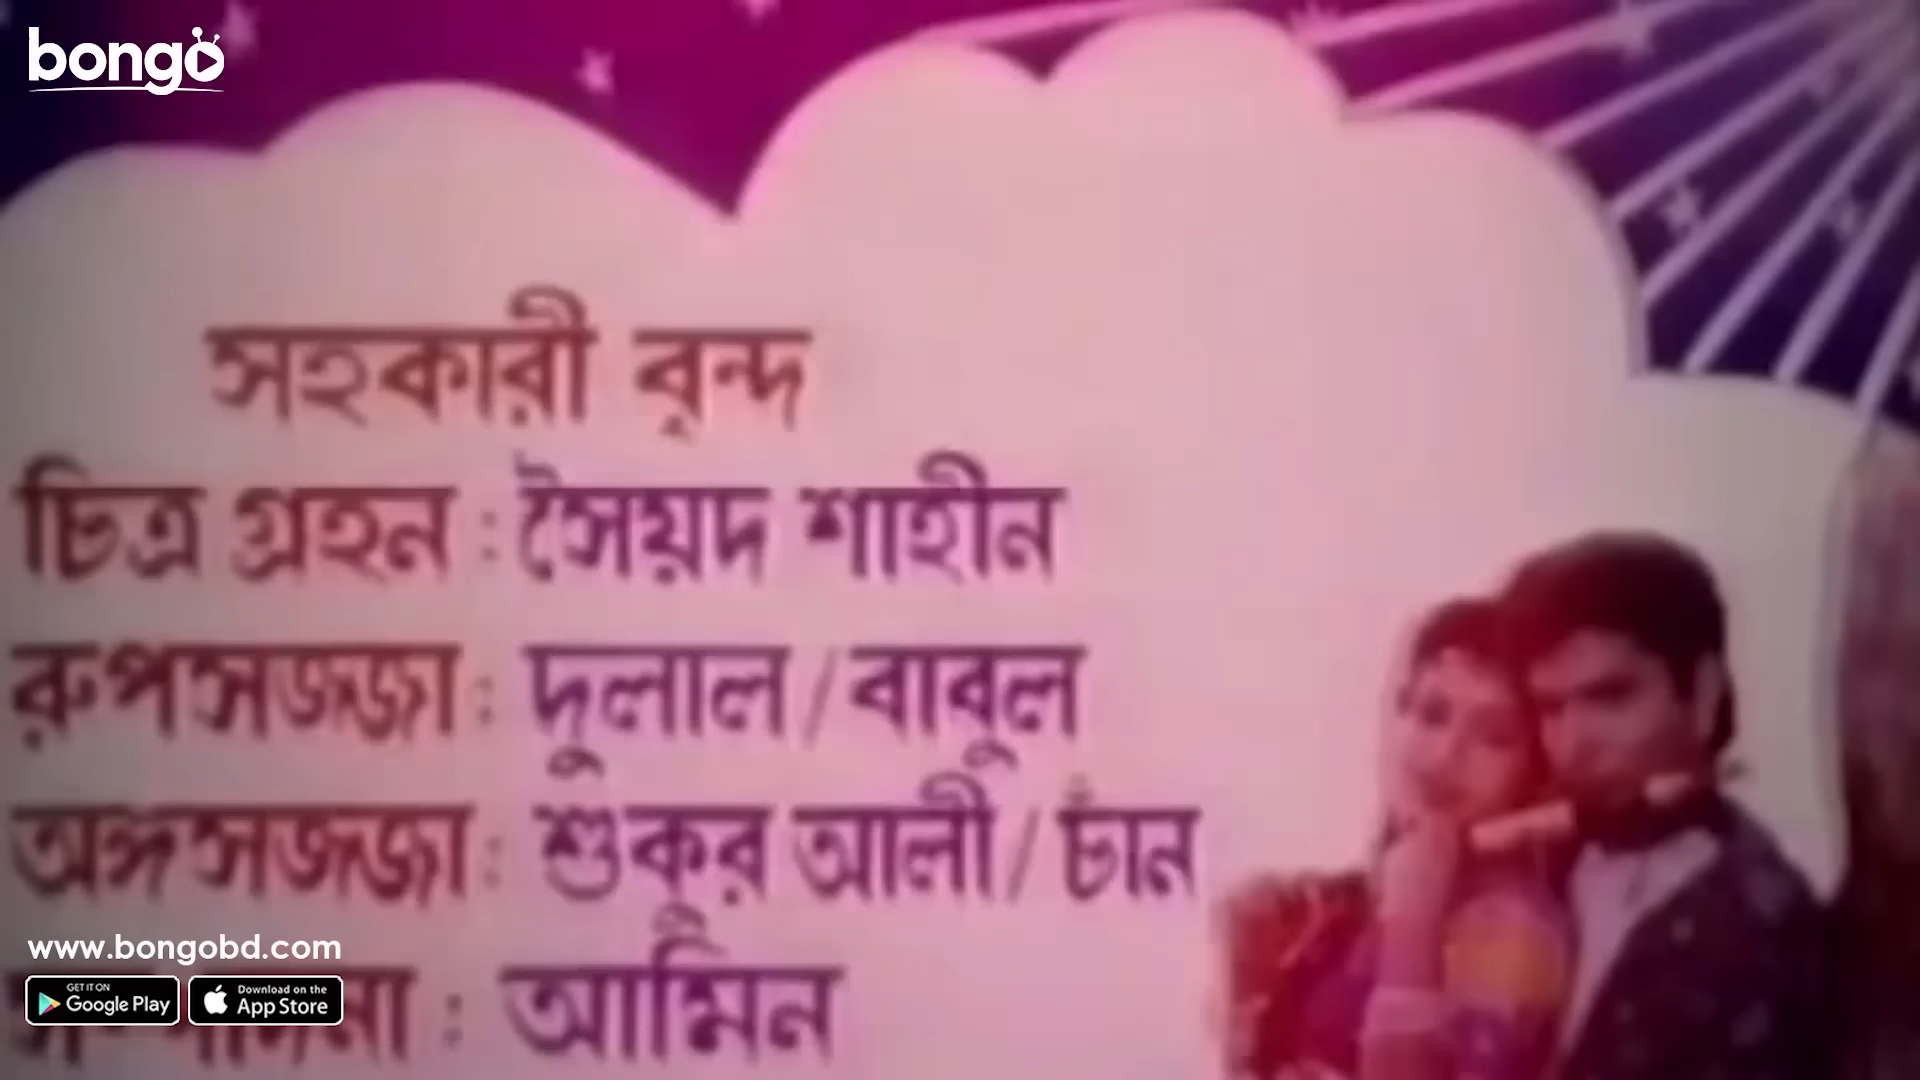 bongo
সহকারী বৃন্দ
চিত্র গ্রহন : সৈয়দ শাহীন
রুপসজ্জা : দুলাল / বাবুল
অঙ্গসজ্জা : শুকুর আলী / চাঁন
www.bongobd.com
: আমিন
GET IT ON
Google Play
Download on the
App Store